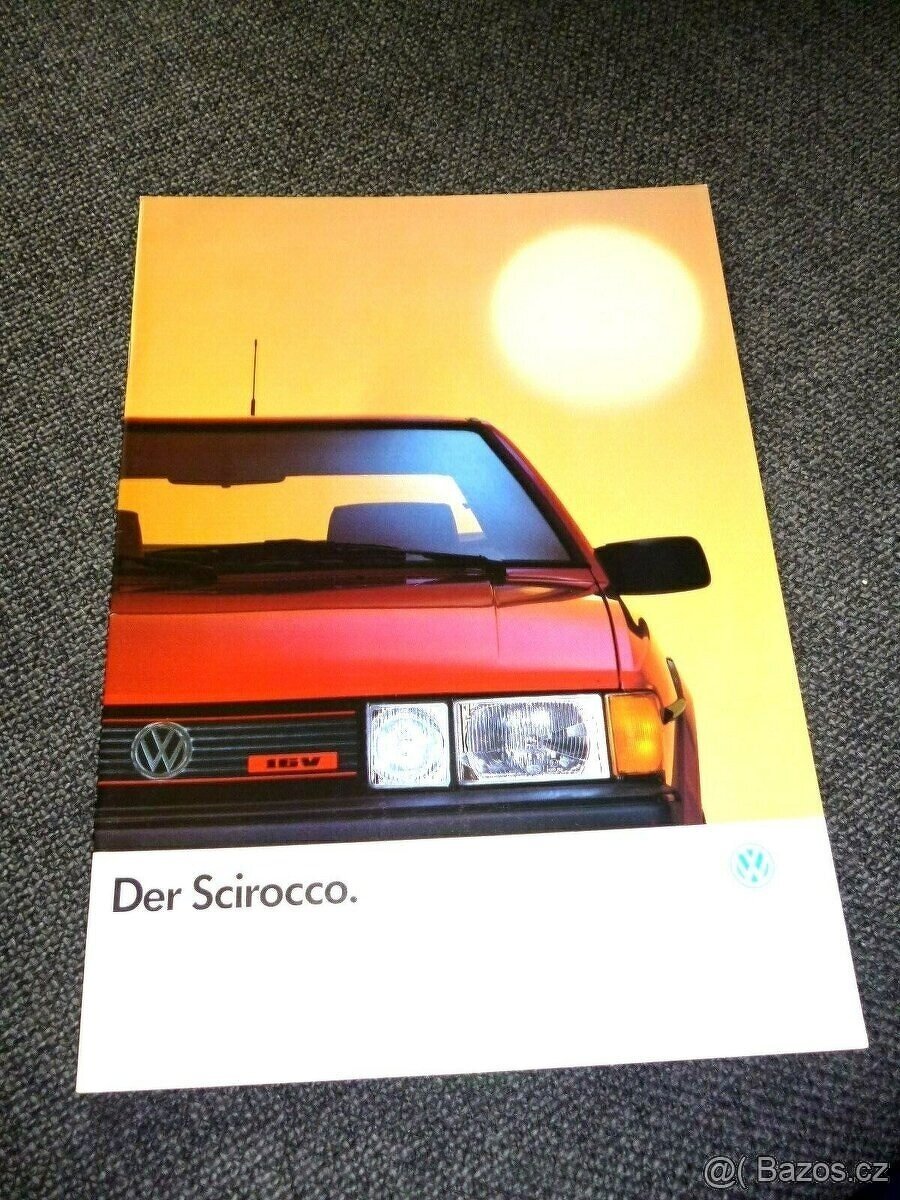 16V
Der Scirocco.
@( Bazos.cz